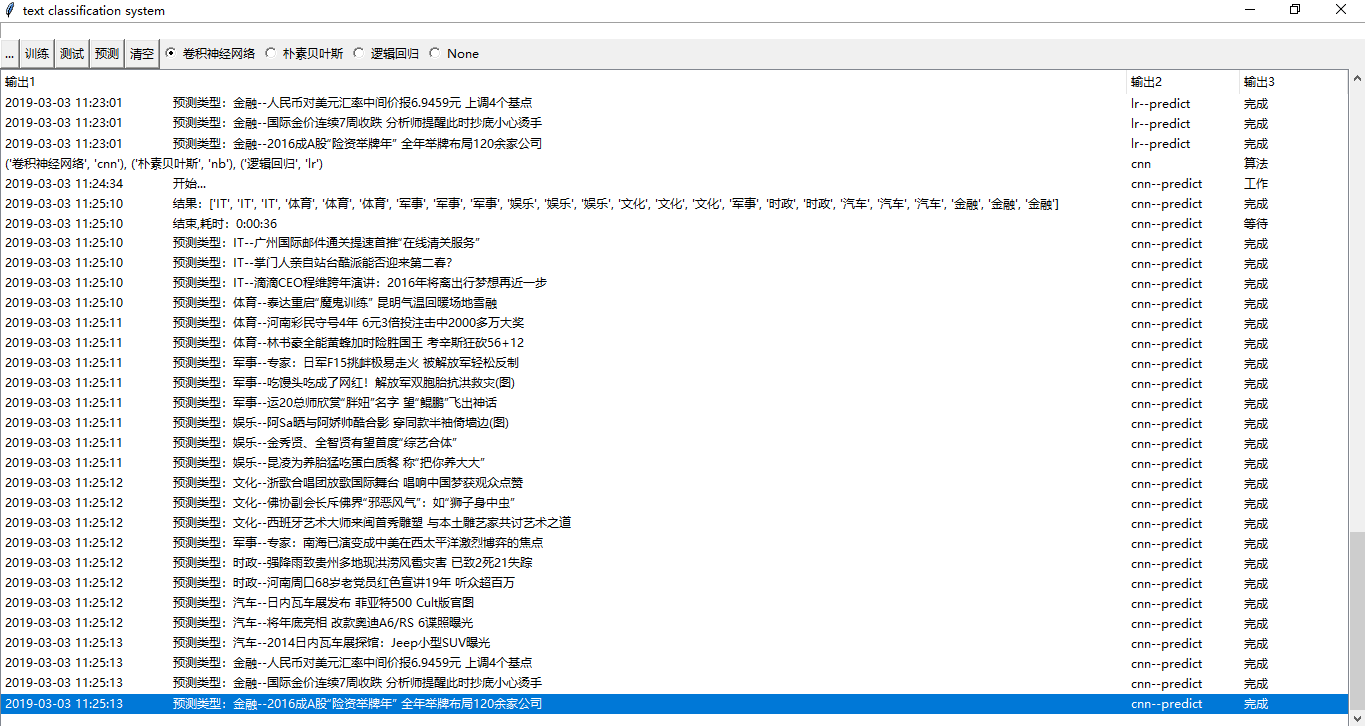 text classification system
... 训练 测试 预测 清空 卷积神经网络 朴素贝叶斯 逻辑回归 None
输出1 输出2 输出3
2019-03-03 11:23:01 预测类型：金融--人民币对美元汇率中间价报6.9459元 上调4个基点 lr--predict 完成
2019-03-03 11:23:01 预测类型：金融--国际金价连续7周收跌 分析师提醒此时抄底小心烫手 lr--predict 完成
2019-03-03 11:23:01 预测类型：金融--2016成A股“险资举牌年” 全年举牌布局120余家公司 lr--predict 完成
('卷积神经网络', 'cnn'), ('朴素贝叶斯', 'nb'), ('逻辑回归', 'lr') cnn 算法
2019-03-03 11:24:34 开始... cnn--predict 工作
2019-03-03 11:25:10 结果：['IT', 'IT', 'IT', '体育', '体育', '体育', '军事', '军事', '军事', '娱乐', '娱乐', '娱乐', '文化', '文化', '文化', '军事', '时政', '时政', '汽车', '汽车', '汽车', '金融', '金融', '金融'] cnn--predict 完成
2019-03-03 11:25:10 结束,耗时：0:00:36 cnn--predict 等待
2019-03-03 11:25:10 预测类型：IT--广州国际邮件通关提速首推“在线清关服务” cnn--predict 完成
2019-03-03 11:25:10 预测类型：IT--掌门人亲自站台酷派能否迎来第二春？ cnn--predict 完成
2019-03-03 11:25:10 预测类型：IT--滴滴CEO程维跨年演讲：2016年将离出行梦想再近一步 cnn--predict 完成
2019-03-03 11:25:10 预测类型：体育--泰达重启“魔鬼训练” 昆明气温回暖场地雪融 cnn--predict 完成
2019-03-03 11:25:11 预测类型：体育--河南彩民守号4年 6元3倍投注击中2000多万大奖 cnn--predict 完成
2019-03-03 11:25:11 预测类型：体育--林书豪全能黄蜂加时险胜国王 考辛斯狂砍56+12 cnn--predict 完成
2019-03-03 11:25:11 预测类型：军事--专家：日军F15挑衅极易走火 被解放军轻松反制 cnn--predict 完成
2019-03-03 11:25:11 预测类型：军事--吃馒头吃成了网红！解放军双胞胎抗洪救灾(图) cnn--predict 完成
2019-03-03 11:25:11 预测类型：军事--运20总师欣赏“胖妞”名字 望“鲲鹏”飞出神话 cnn--predict 完成
2019-03-03 11:25:11 预测类型：娱乐--阿Sa晒与阿娇帅酷合影 穿同款半袖倚墙边(图) cnn--predict 完成
2019-03-03 11:25:11 预测类型：娱乐--金秀贤、全智贤有望首度“综艺合体” cnn--predict 完成
2019-03-03 11:25:11 预测类型：娱乐--昆凌为养胎猛吃蛋白质餐 称“把你养大大” cnn--predict 完成
2019-03-03 11:25:12 预测类型：文化--浙歌合唱团放歌国际舞台 唱响中国梦获观众点赞 cnn--predict 完成
2019-03-03 11:25:12 预测类型：文化--佛协副会长斥佛界“邪恶风气”：如“狮子身中虫” cnn--predict 完成
2019-03-03 11:25:12 预测类型：文化--西班牙艺术大师来闽首秀雕塑 与本土雕艺家共讨艺术之道 cnn--predict 完成
2019-03-03 11:25:12 预测类型：军事--专家：南海已演变成中美在西太平洋激烈博弈的焦点 cnn--predict 完成
2019-03-03 11:25:12 预测类型：时政--强降雨致贵州多地现洪涝风雹灾害 已致2死21失踪 cnn--predict 完成
2019-03-03 11:25:12 预测类型：时政--河南周口68岁老党员红色宣讲19年 听众超百万 cnn--predict 完成
2019-03-03 11:25:12 预测类型：汽车--日内瓦车展发布 菲亚特500 Cult版官图 cnn--predict 完成
2019-03-03 11:25:12 预测类型：汽车--将年底亮相 改款奥迪A6/RS 6谍照曝光 cnn--predict 完成
2019-03-03 11:25:13 预测类型：汽车--2014日内瓦车展探馆：Jeep小型SUV曝光 cnn--predict 完成
2019-03-03 11:25:13 预测类型：金融--人民币对美元汇率中间价报6.9459元 上调4个基点 cnn--predict 完成
2019-03-03 11:25:13 预测类型：金融--国际金价连续7周收跌 分析师提醒此时抄底小心烫手 cnn--predict 完成
2019-03-03 11:25:13 预测类型：金融--2016成A股“险资举牌年” 全年举牌布局120余家公司 cnn--predict 完成